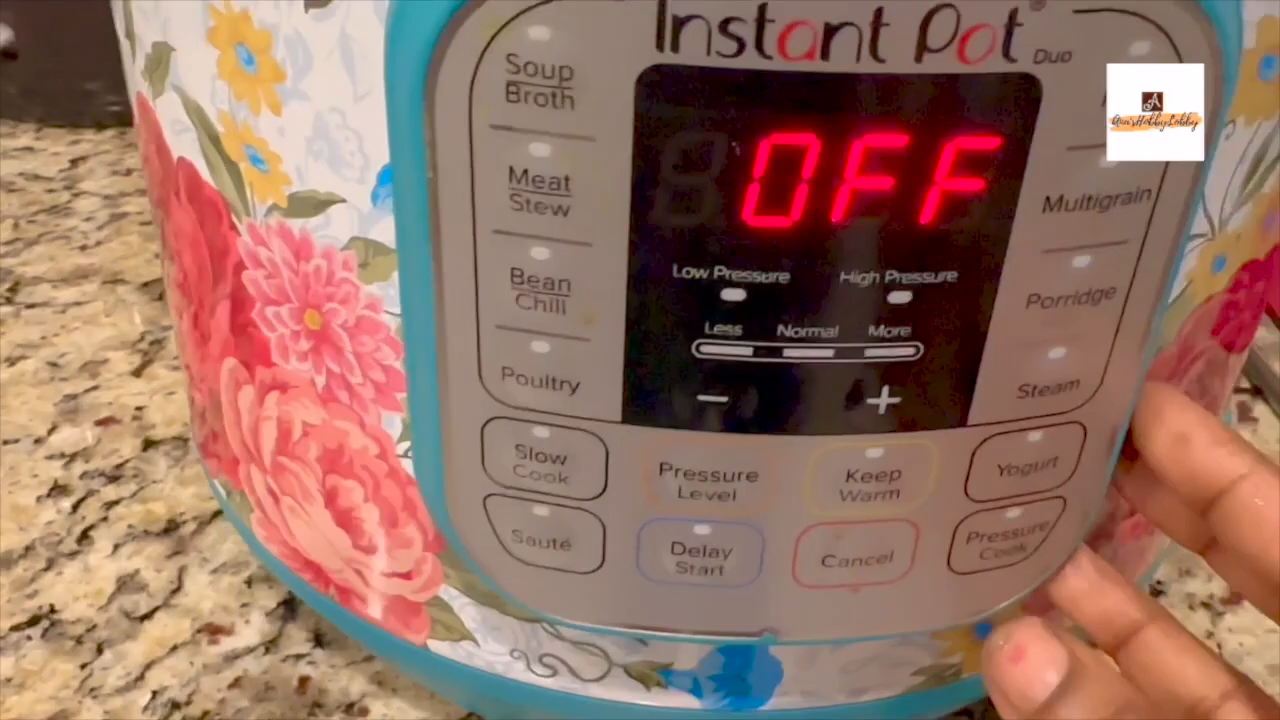 Instant Pot®
Duo
Soup
Broth
Meat
Stew
Bean
Chili
Poultry
Slow
Cook
Sauté
OFF
Low Pressure High Pressure
Less Normal More
− +
Pressure
Level
Keep
Warm
Delay
Start
Cancel
Multigrain
Porridge
Steam
Yogurt
Pressure
Cook
A